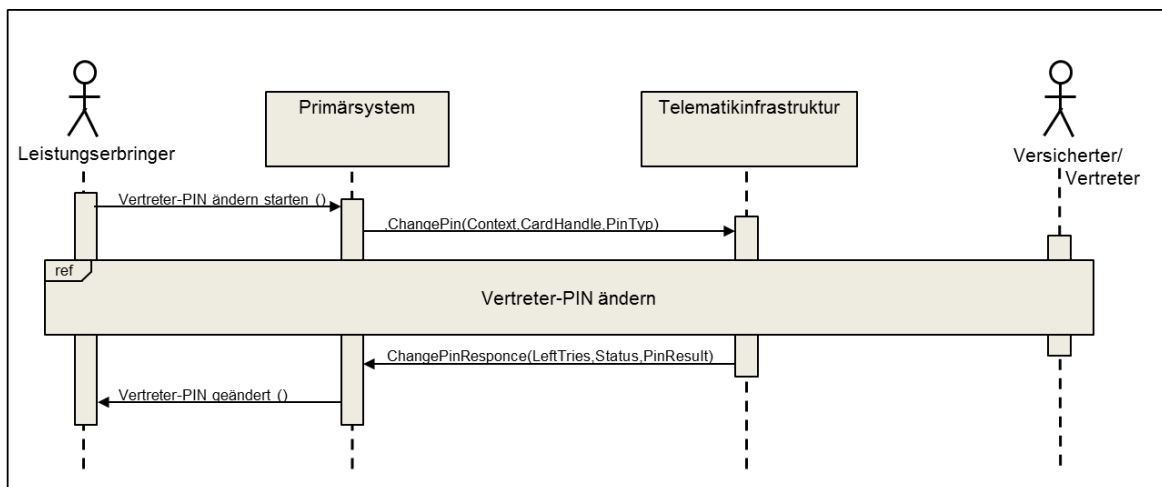 Primärsystem
Telematikinfrastruktur
Leistungserbringer
Versicherter/
Vertreter
Vertreter-PIN ändern starten ()
,ChangePin(Context,CardHandle,PinTyp)
ref
Vertreter-PIN ändern
ChangePinResponce(LeftTries,Status,PinResult)
Vertreter-PIN geändert ()